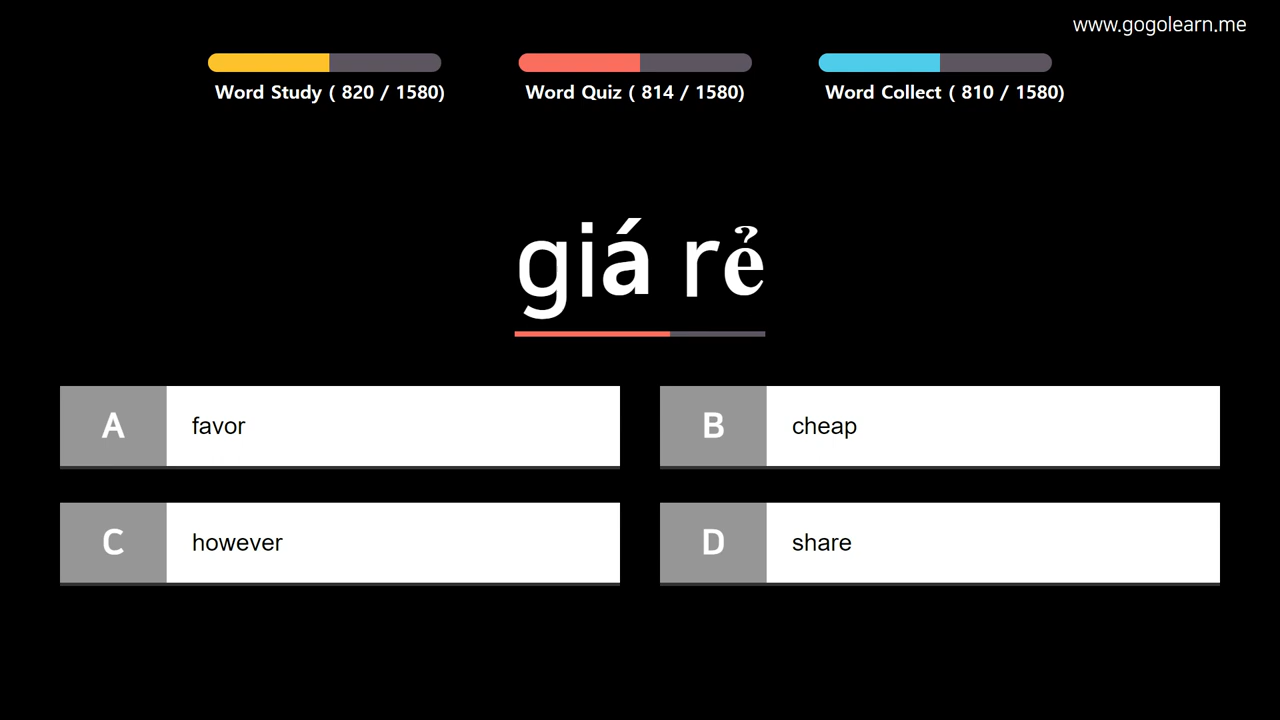 www.gogolearn.me
Word Study ( 820 / 1580)
Word Quiz ( 814 / 1580)
Word Collect ( 810 / 1580)
giá rẻ
A favor
B cheap
C however
D share